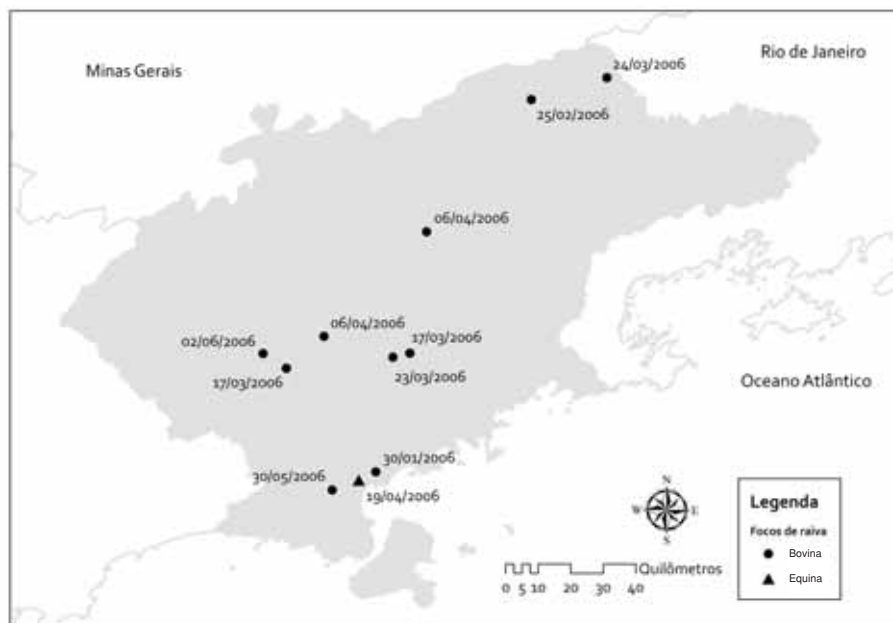 Minas Gerais
Rio de Janeiro
24/03/2006
25/02/2006
06/04/2006
06/04/2006
02/06/2006
17/03/2006
17/03/2006
23/03/2006
Oceano Atlântico
30/01/2006
30/05/2006
19/04/2006
N
W E
S
Quilômetros
0 5 10 20 30 40
Legenda
Focos de raiva
Bovina
Equina